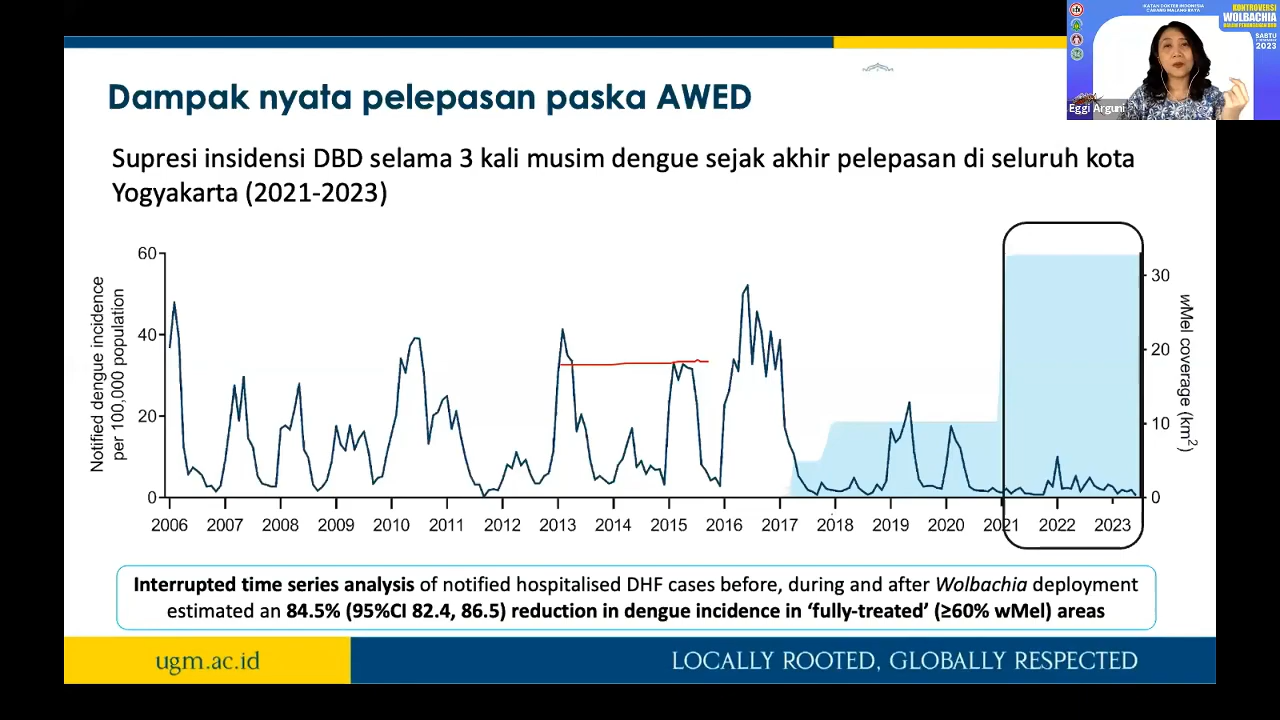 IKATAN DOKTER INDONESIA
CABANG MALANG RAYA
KONTROVERSI
WOLBACHIA
SABTU
2023
Eggi Arguni
Dampak nyata pelepasan paska AWED
Supresi insidensi DBD selama 3 kali musim dengue sejak akhir pelepasan di seluruh kota
Yogyakarta (2021-2023)
Notified dengue incidence
per 100,000 population
60
40
20
0
30
20
10
0
wMel coverage (km²)
2006 2007 2008 2009 2010 2011 2012 2013 2014 2015 2016 2017 2018 2019 2020 2021 2022 2023
Interrupted time series analysis of notified hospitalised DHF cases before, during and after Wolbachia deployment
estimated an 84.5% (95%CI 82.4, 86.5) reduction in dengue incidence in ‘fully-treated’ (≥60% wMel) areas
ugm.ac.id
LOCALLY ROOTED, GLOBALLY RESPECTED